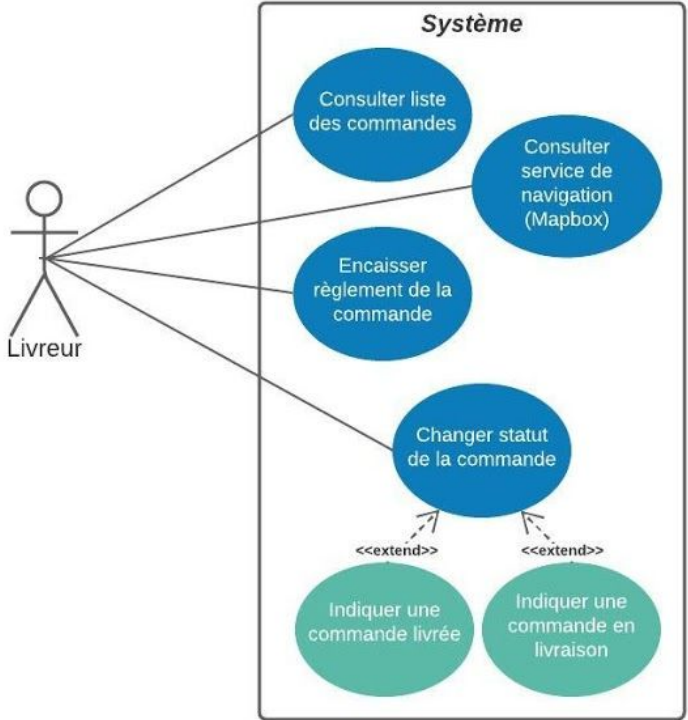 Système
Consulter liste
des commandes
Consulter
service de
navigation
(Mapbox)
Encaisser
règlement de la
commande
Livreur
Changer statut
de la commande
<<extend>>
<<extend>>
Indiquer une
commande livrée
Indiquer une
commande en
livraison